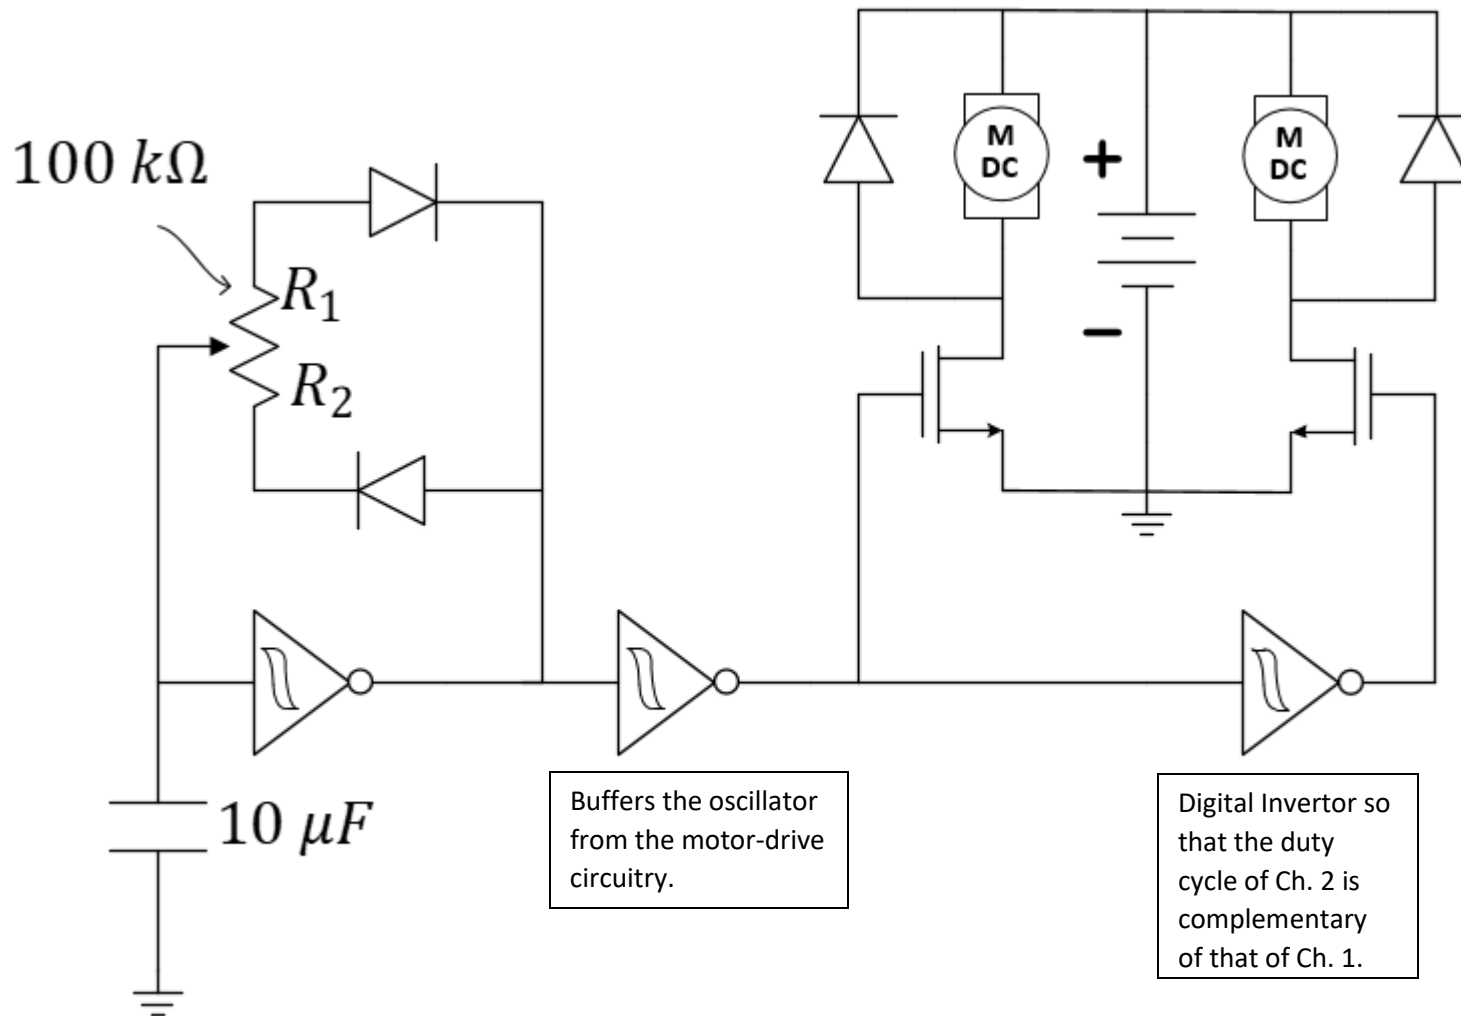 100 kΩ
R₁
R₂
10 μF
M
DC
+
−
M
DC
Buffers the oscillator
from the motor-drive
circuitry.
Digital Invertor so
that the duty
cycle of Ch. 2 is
complementary
of that of Ch. 1.